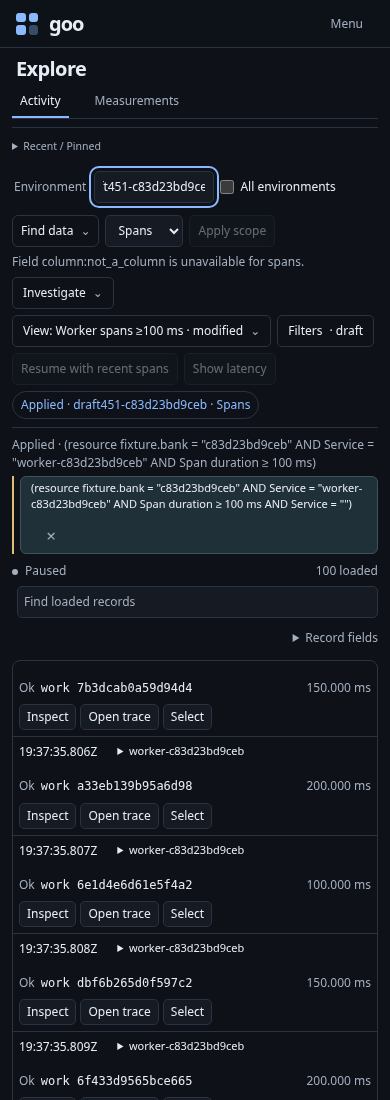 goo
Menu
Explore
Activity
Measurements
Recent / Pinned
Environment
t451-c83d23bd9ce
All environments
Find data
Spans
Apply scope
Field column:not_a_column is unavailable for spans.
Investigate
View: Worker spans ≥100 ms · modified
Filters · draft
Resume with recent spans
Show latency
Applied · draft451-c83d23bd9ceb · Spans
Applied · (resource fixture.bank = "c83d23bd9ceb" AND Service =
"worker-c83d23bd9ceb" AND Span duration ≥ 100 ms)
(resource fixture.bank = "c83d23bd9ceb" AND Service = "worker-
c83d23bd9ceb" AND Span duration ≥ 100 ms AND Service = "")
×
Paused
100 loaded
Find loaded records
Record fields
Ok work 7b3dcab0a59d94d4 150.000 ms
Inspect Open trace Select
19:37:35.806Z worker-c83d23bd9ceb
Ok work a33eb139b95a6d98 200.000 ms
Inspect Open trace Select
19:37:35.807Z worker-c83d23bd9ceb
Ok work 6e1d4e6d61e5f4a2 100.000 ms
Inspect Open trace Select
19:37:35.808Z worker-c83d23bd9ceb
Ok work dbf6b265d0f597c2 150.000 ms
Inspect Open trace Select
19:37:35.809Z worker-c83d23bd9ceb
Ok work 6f433d9565bce665 200.000 ms